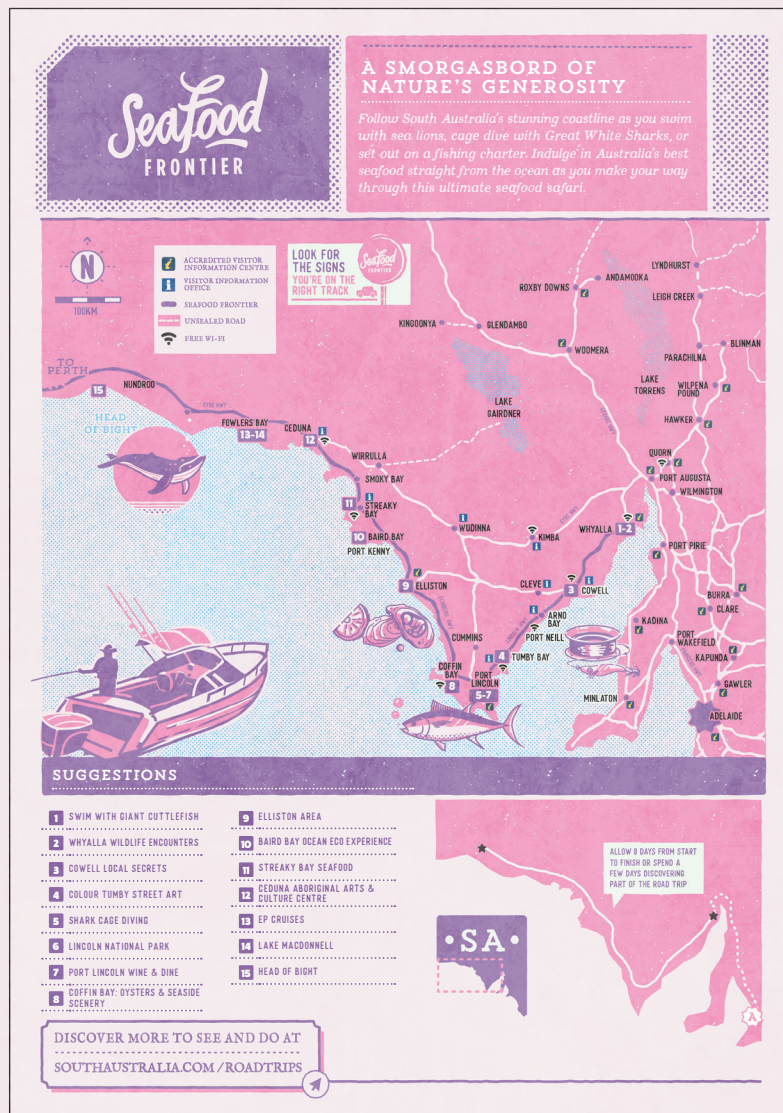 Seafood
FRONTIER
A SMORGASBORD OF
NATURE'S GENEROSITY
Follow South Australia's stunning coastline as you swim
with sea lions, cage dive with Great White Sharks, or
set out on a fishing charter. Indulge in Australia's best
seafood straight from the ocean as you make your way
through this ultimate seafood safari.
N
100KM
ACCREDITED VISITOR
INFORMATION CENTRE
VISITOR INFORMATION
OFFICE
SEAFOOD FRONTIER
UNSEALED ROAD
FREE WI-FI
LOOK FOR
THE SIGNS
YOU'RE ON THE
RIGHT TRACK
Seafood
FRONTIER
LYNDHURST
ANDAMOOKA
ROXBY DOWNS
LEIGH CREEK
KINGOONYA
GLENDAMBO
WOOMERA
BLINMAN
PARACHILNA
TO
PERTH
LAKE
TORRENS
WILPENA
POUND
15
NUNDROO
LAKE
GAIRDNER
EYRE HWY
HEAD
OF BIGHT
FOWLERS BAY
13-14
CEDUNA
12
HAWKER
WIRRULLA
QUORN
SMOKY BAY
PORT AUGUSTA
WILMINGTON
11
STREAKY
BAY
EYRE HWY
WUDINNA
KIMBA
WHYALLA
1-2
10
BAIRD BAY
PORT KENNY
PORT PIRIE
9
ELLISTON
CLEVE
3
COWELL
BURRA
CLARE
ARNO
BAY
PORT NEILL
KADINA
CUMMINS
PORT
WAKEFIELD
4
TUMBY BAY
KAPUNDA
COFFIN
BAY
8
PORT
LINCOLN
5-7
GAWLER
MINLATON
ADELAIDE
SUGGESTIONS
1 SWIM WITH GIANT CUTTLEFISH
2 WHYALLA WILDLIFE ENCOUNTERS
3 COWELL LOCAL SECRETS
4 COLOUR TUMBY STREET ART
5 SHARK CAGE DIVING
6 LINCOLN NATIONAL PARK
7 PORT LINCOLN WINE & DINE
8 COFFIN BAY: OYSTERS & SEASIDE
SCENERY
9 ELLISTON AREA
10 BAIRD BAY OCEAN ECO EXPERIENCE
11 STREAKY BAY SEAFOOD
12 CEDUNA ABORIGINAL ARTS &
CULTURE CENTRE
13 EP CRUISES
14 LAKE MACDONNELL
15 HEAD OF BIGHT
ALLOW 8 DAYS FROM START
TO FINISH OR SPEND A
FEW DAYS DISCOVERING
PART OF THE ROAD TRIP
SA
A
DISCOVER MORE TO SEE AND DO AT
SOUTHAUSTRALIA.COM/ROADTRIPS